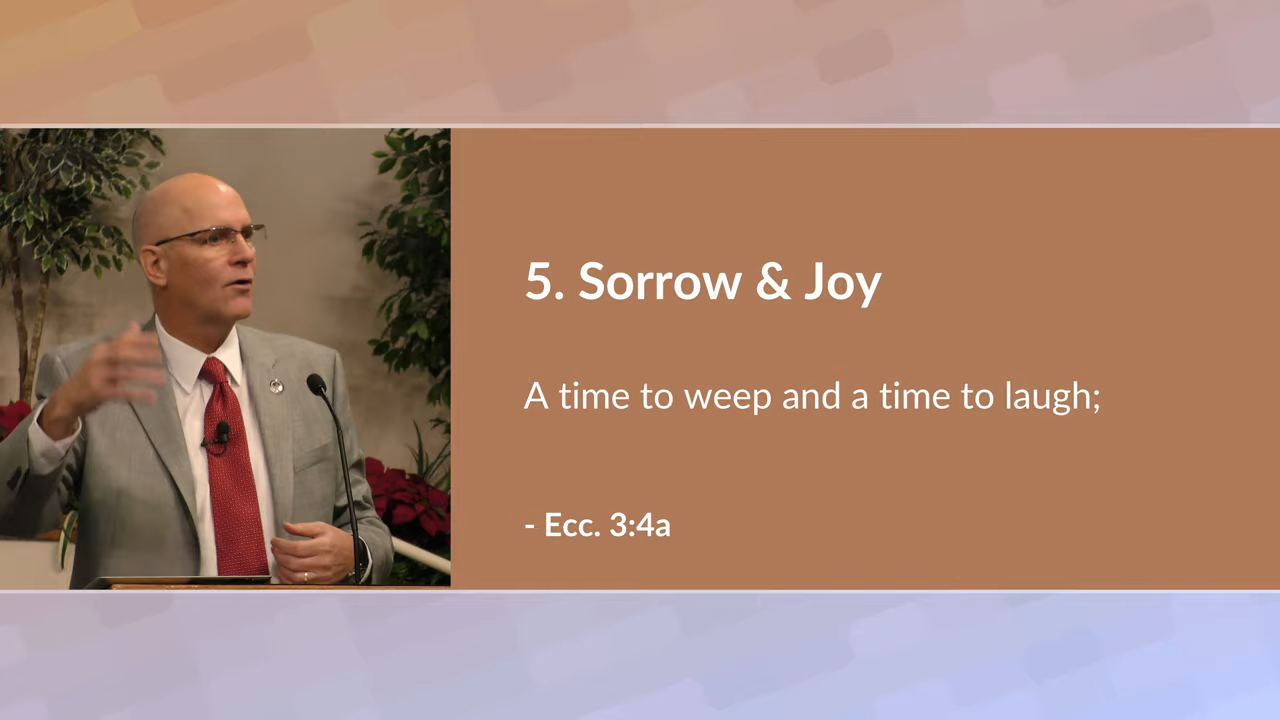 5. Sorrow & Joy
A time to weep and a time to laugh;
- Ecc. 3:4a